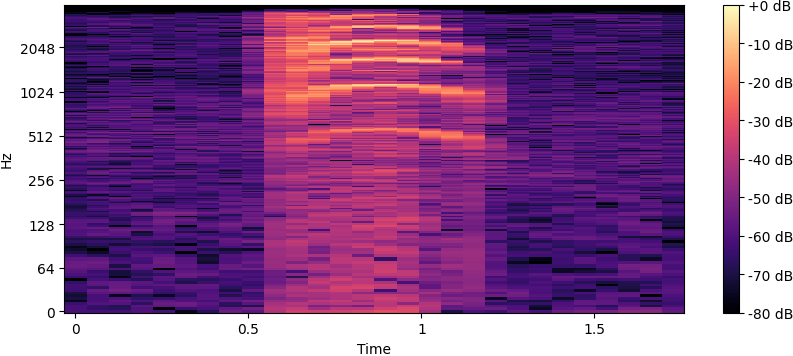 +0 dB
2048
-10 dB
1024
-20 dB
512
-30 dB
Hz
256
-40 dB
128
-50 dB
64
-60 dB
0
-70 dB
-80 dB
0 0.5 1 1.5
Time